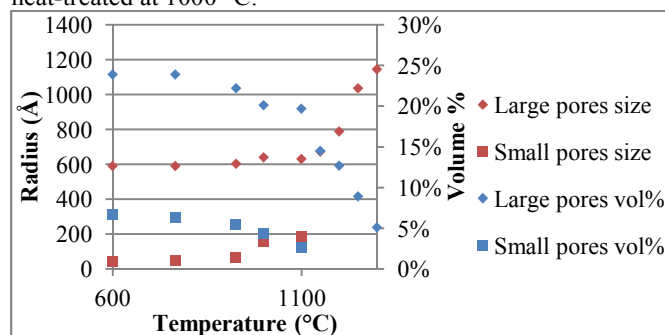 heat-treated at 1000 °C.
1400
1200
1000
800
600
400
200
0
Radius (Å)
30%
25%
20%
15%
10%
5%
0%
Volume %
600
1100
Temperature (°C)
Large pores size
Small pores size
Large pores vol%
Small pores vol%